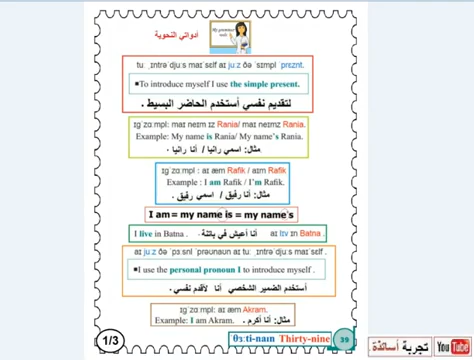 أدواتي النحوية
My grammar tools
tuː ˌɪntrəˈdjuːs maɪˈself aɪ juːz ðə ˈsɪmpl ˈpreznt.
▪To introduce myself I use the simple present.
لتقديم نفسي أستخدم الحاضر البسيط .
ɪgˈzɑːmpl: maɪ neɪm ɪz Rania/ maɪ neɪmz Rania.
Example: My name is Rania/ My name's Rania.
مثال: اسمي رانيا / أنا رانيا .
ɪgˈzɑːmpl : aɪ æm Rafik / aɪm Rafik
Example : I am Rafik / I'm Rafik.
مثال: أنا رفيق / اسمي رفيق .
I am = my name is = my name's
I live in Batna . أنا أعيش في باتنة . aɪ lɪv ɪn Batna .
aɪ juːz ðə ˈpɜːsnl ˈprəʊnaʊn aɪ tuː ˌɪntrəˈdjuːs maɪˈself .
▪I use the personal pronoun I to introduce myself .
أستخدم الضمير الشخصي أنا لأقدم نفسي .
ɪgˈzɑːmpl: aɪ æm Akram.
Example: I am Akram. مثال: أنا أكرم .
1/3
θɜːti-naɪn Thirty-nine 39
تجربة أساتذة
YouTube